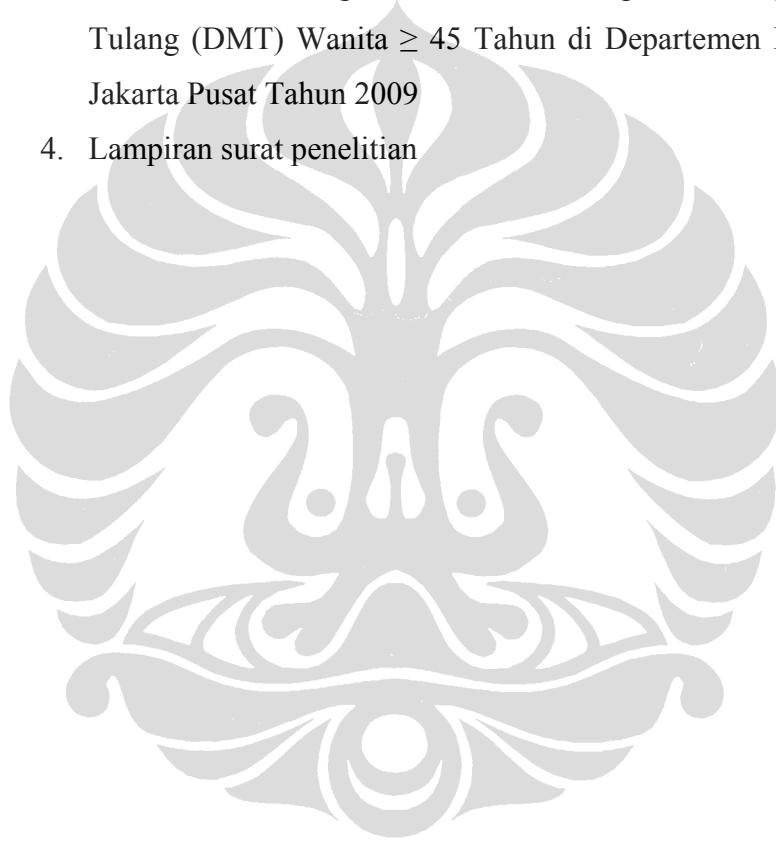 Tulang (DMT) Wanita ≥ 45 Tahun di Departemen
Jakarta Pusat Tahun 2009
4. Lampiran surat penelitian